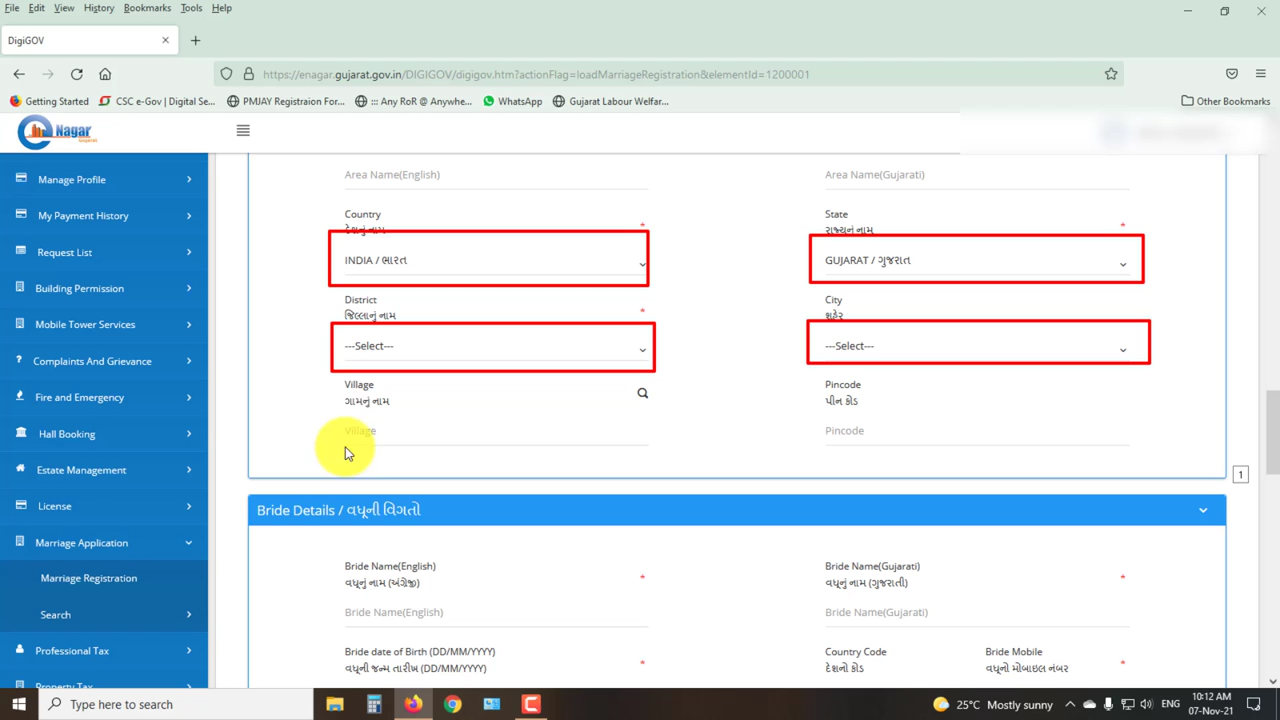 File Edit View History Bookmarks Tools Help
DigiGOV
https://enagar.gujarat.gov.in/DIGIGOV/digigov.htm?actionFlag=loadMarriageRegistration&elementId=1200001
Getting Started CSC e-Gov | Digital Se... PMJAY Registraion For... ::: Any RoR @ Anywhe... WhatsApp Gujarat Labour Welfar... Other Bookmarks
Nagar
Gujarat
Manage Profile
My Payment History
Request List
Building Permission
Mobile Tower Services
Complaints And Grievance
Fire and Emergency
Hall Booking
Estate Management
License
Marriage Application
Marriage Registration
Search
Professional Tax
Property Tax
Area Name(English) Area Name(Gujarati)
Country State
દેશનું નામ * રાજ્યનું નામ *
INDIA / ભારત GUJARAT / ગુજરાત
District City
જિલ્લાનું નામ * શહેર
---Select--- ---Select---
Village Pincode
ગામનું નામ પીન કોડ
Village Pincode
1
Bride Details / વધૂની વિગતો
Bride Name(English) Bride Name(Gujarati)
વધૂનું નામ (અંગ્રેજી) * વધૂનું નામ (ગુજરાતી) *
Bride Name(English) Bride Name(Gujarati)
Bride date of Birth (DD/MM/YYYY) Country Code Bride Mobile
વધૂની જન્મ તારીખ (DD/MM/YYYY) * દેશનો કોડ વધૂનો મોબાઇલ નંબર *
Type here to search
25°C Mostly sunny ENG 10:12 AM
07-Nov-21